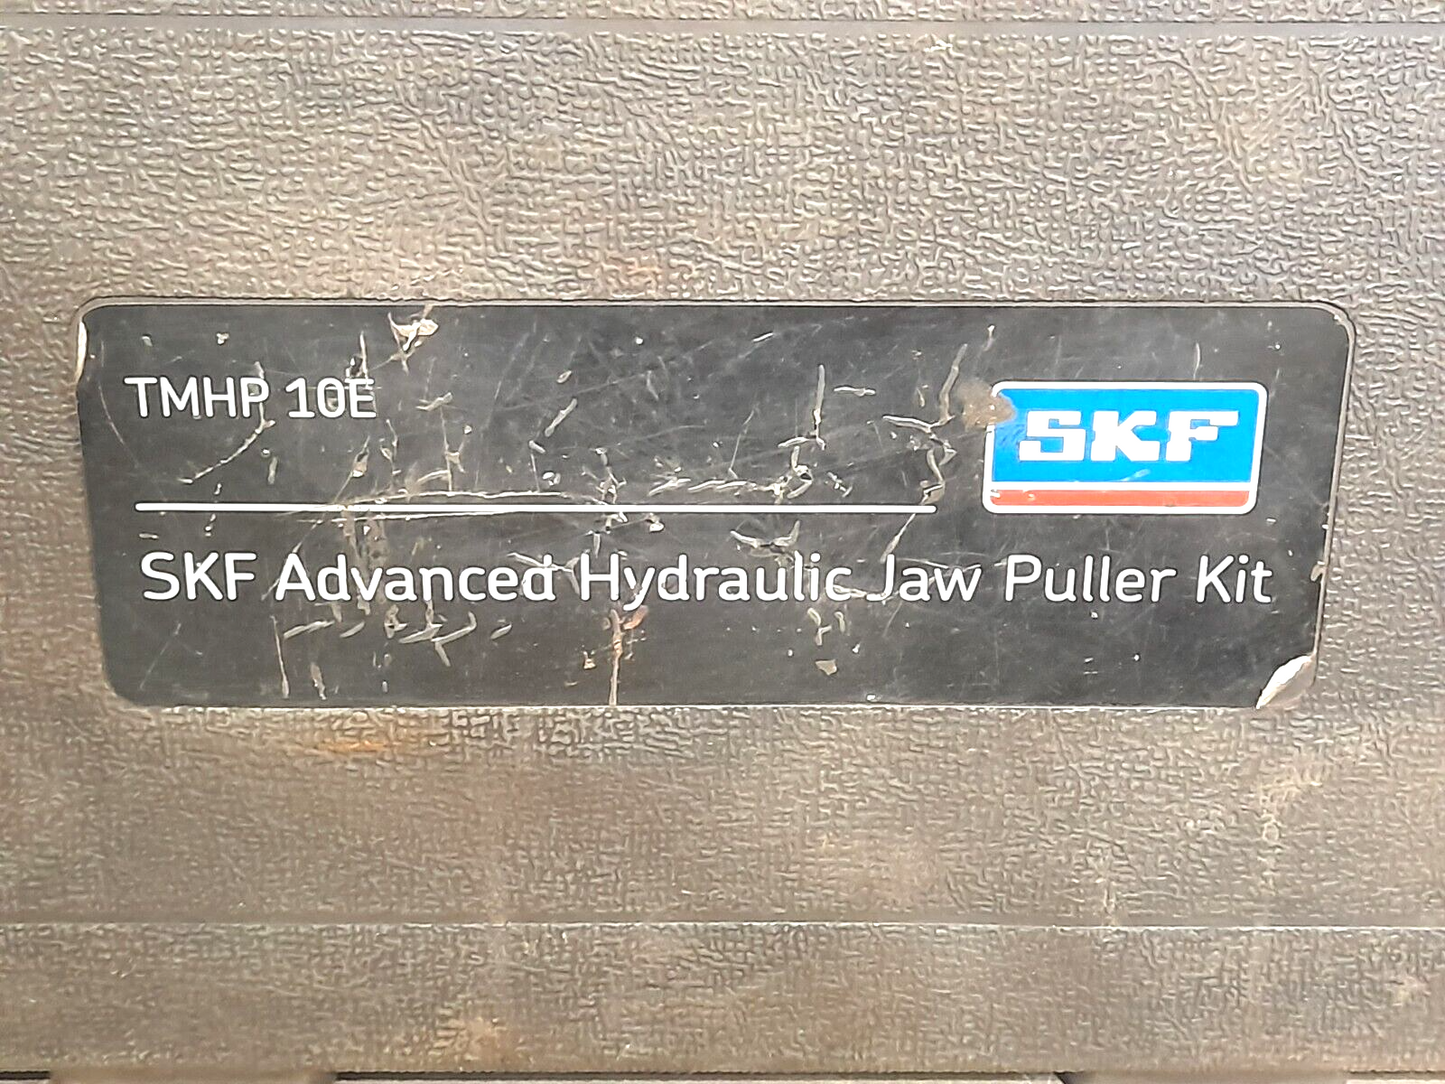 TMHP 10E
SKF
SKF Advanced Hydraulic Jaw Puller Kit